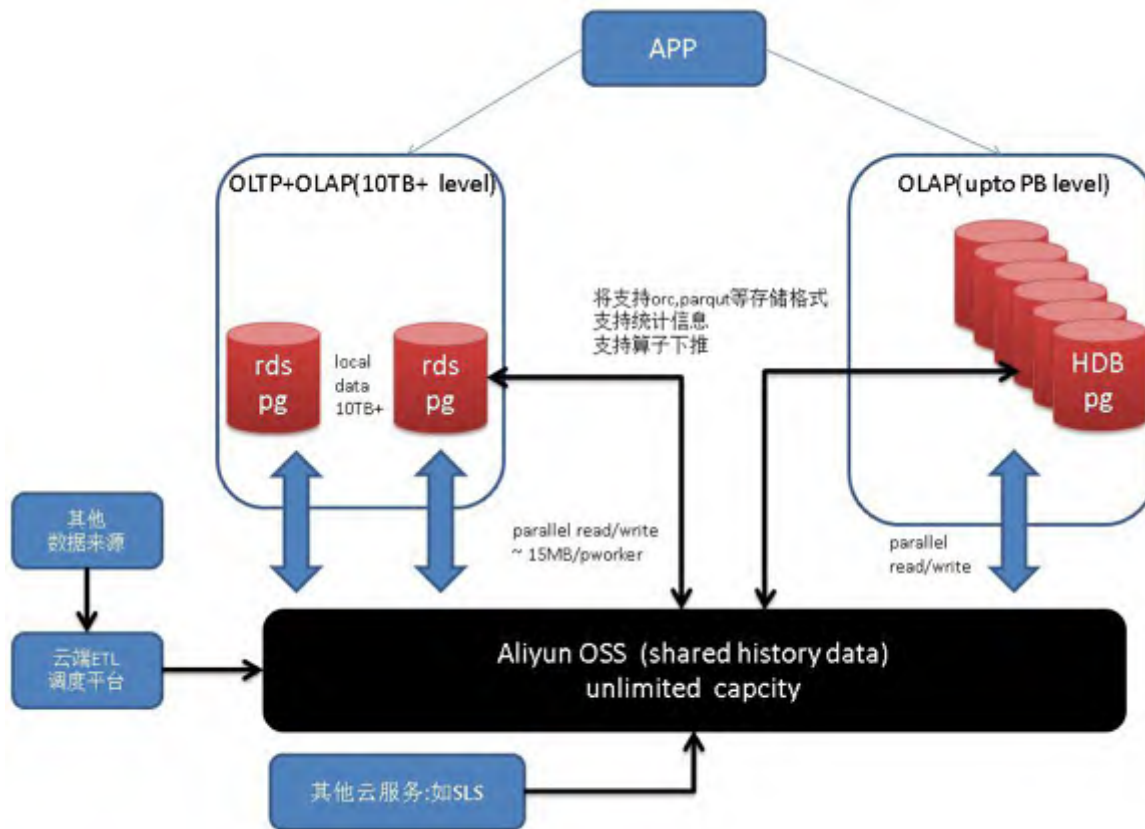 APP
OLTP+OLAP(10TB+ level)
OLAP(upto PB level)
将支持orc,parqut等存储格式
支持统计信息
支持算子下推
rds
pg
local
data
10TB+
rds
pg
HDB
pg
其他
数据来源
parallel read/write
~ 15MB/pworker
parallel
read/write
云端ETL
调度平台
Aliyun OSS (shared history data)
unlimited capcity
其他云服务:如SLS